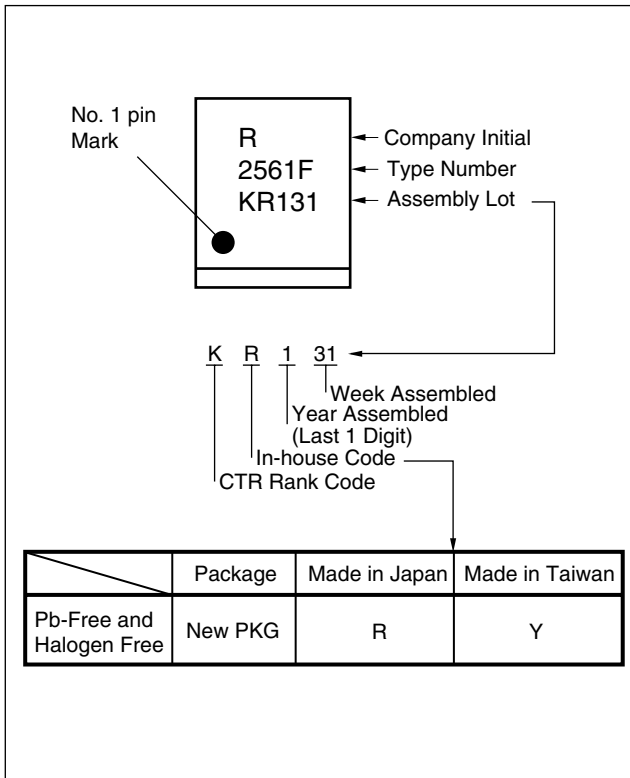 No. 1 pin
Mark
R
2561F
KR131
Company Initial
Type Number
Assembly Lot
K R 1 31
Week Assembled
Year Assembled
(Last 1 Digit)
In-house Code
CTR Rank Code
Package Made in Japan Made in Taiwan
Pb-Free and
Halogen Free New PKG R Y